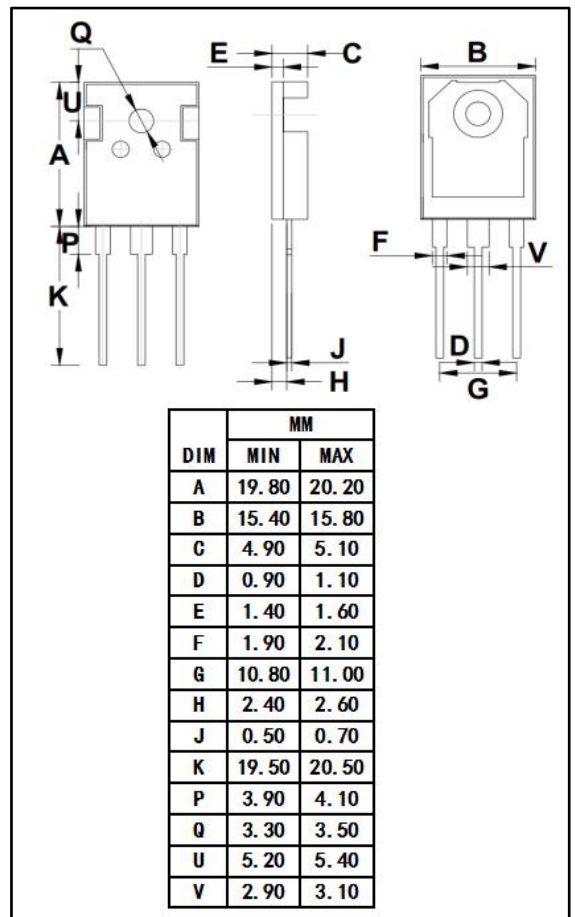 Q
E C B
U
A
P
F V
K
J D
H G
MM
DIM MIN MAX
A 19.80 20.20
B 15.40 15.80
C 4.90 5.10
D 0.90 1.10
E 1.40 1.60
F 1.90 2.10
G 10.80 11.00
H 2.40 2.60
J 0.50 0.70
K 19.50 20.50
P 3.90 4.10
Q 3.30 3.50
U 5.20 5.40
V 2.90 3.10